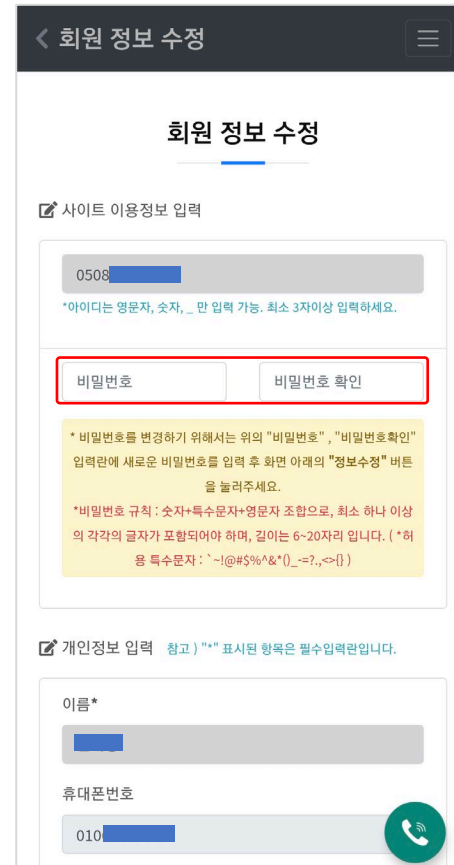 회원 정보 수정
회원 정보 수정
사이트 이용정보 입력
0508
*아이디는 영문자, 숫자, _ 만 입력 가능. 최소 3자이상 입력하세요.
비밀번호 비밀번호 확인
* 비밀번호를 변경하기 위해서는 위의 "비밀번호" , "비밀번호확인"
입력란에 새로운 비밀번호를 입력 후 화면 아래의 "정보수정" 버튼
을 눌러주세요.
*비밀번호 규칙 : 숫자+특수문자+영문자 조합으로, 최소 하나 이상
의 각각의 글자가 포함되어야 하며, 길이는 6~20자리 입니다. ( *허
용 특수문자 : `~!@#$%^&*()_-=?.,<>{} )
개인정보 입력 참고 ) "*" 표시된 항목은 필수입력란입니다.
이름*
휴대폰번호
010